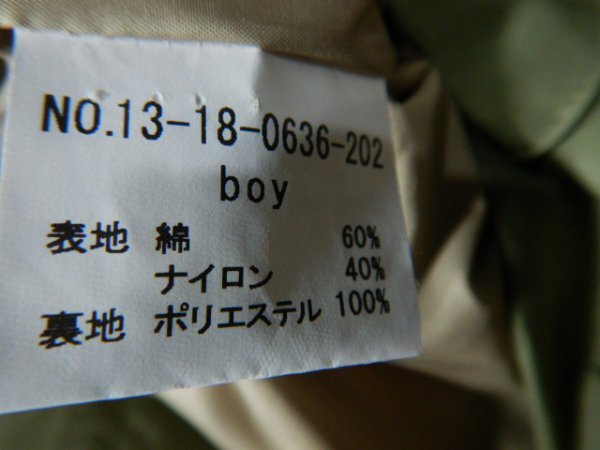 NO.13-18-0636-202
boy
表地 綿 60%
ナイロン 40%
裏地 ポリエステル 100%